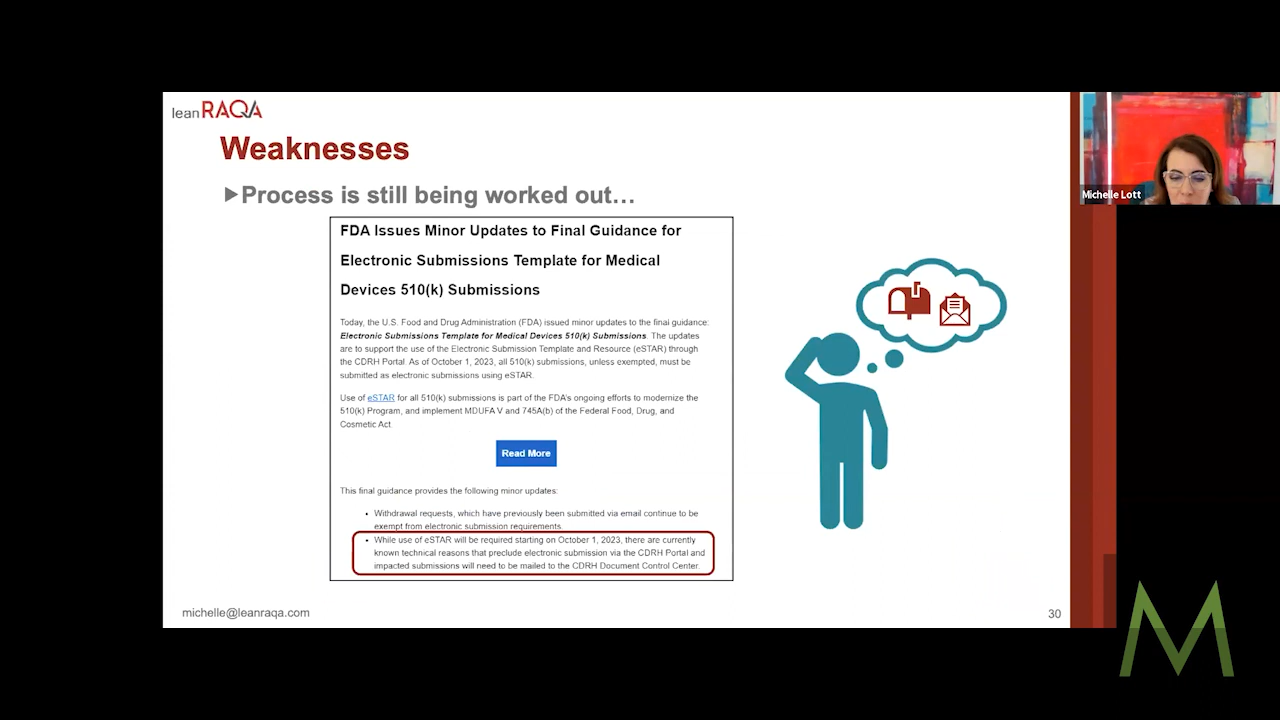 lean RAQA
Weaknesses
Process is still being worked out…
FDA Issues Minor Updates to Final Guidance for
Electronic Submissions Template for Medical
Devices 510(k) Submissions
Today, the U.S. Food and Drug Administration (FDA) issued minor updates to the final guidance:
Electronic Submissions Template for Medical Devices 510(k) Submissions. The updates
are to support the use of the Electronic Submission Template and Resource (eSTAR) through
the CDRH Portal. As of October 1, 2023, all 510(k) submissions, unless exempted, must be
submitted as electronic submissions using eSTAR.
Use of eSTAR for all 510(k) submissions is part of the FDA's ongoing efforts to modernize the
510(k) Program, and implement MDUFA V and 745A(b) of the Federal Food, Drug, and
Cosmetic Act.
Read More
This final guidance provides the following minor updates:
• Withdrawal requests, which have previously been submitted via email continue to be
exempt from electronic submission requirements.
• While use of eSTAR will be required starting on October 1, 2023, there are currently
known technical reasons that preclude electronic submission via the CDRH Portal and
impacted submissions will need to be mailed to the CDRH Document Control Center.
michelle@leanraqa.com
30
Michelle Lott
M